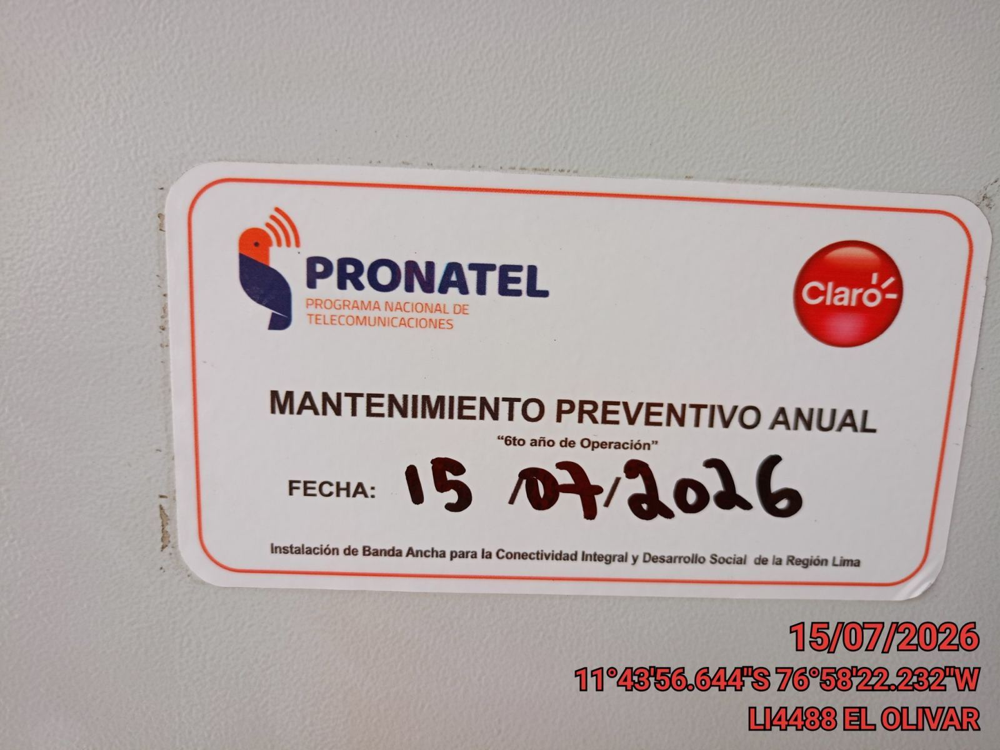 PRONATEL
PROGRAMA NACIONAL DE
TELECOMUNICACIONES
Claro
MANTENIMIENTO PREVENTIVO ANUAL
“6to año de Operación”
FECHA: 15/07/2026
Instalación de Banda Ancha para la Conectividad Integral y Desarrollo Social de la Región Lima
15/07/2026
11°43'56.644"S 76°58'22.232"W
LI4488 EL OLIVAR